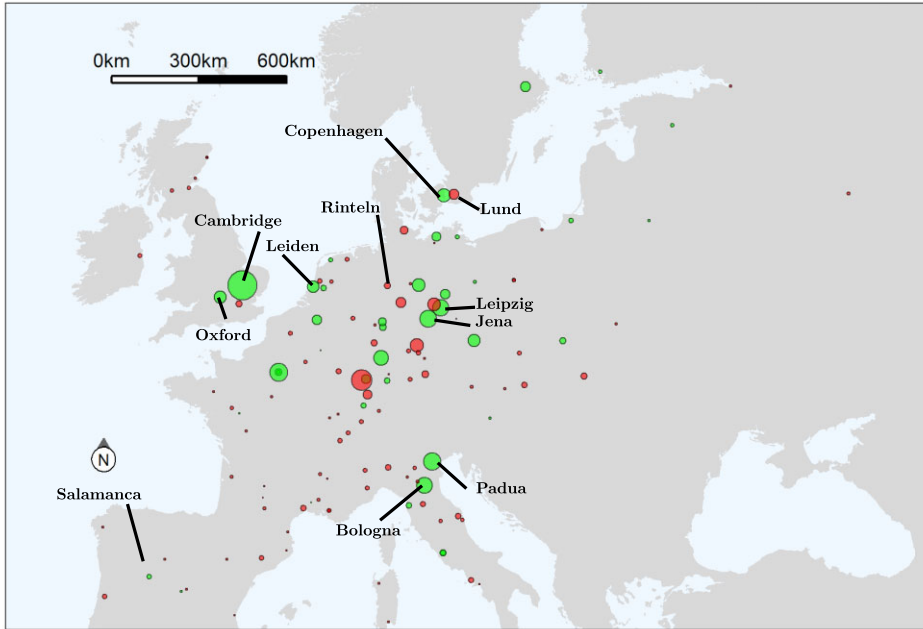 0km 300km 600km
Copenhagen
Rinteln
Lund
Cambridge
Leiden
Leipzig
Jena
Oxford
N
Salamanca
Padua
Bologna